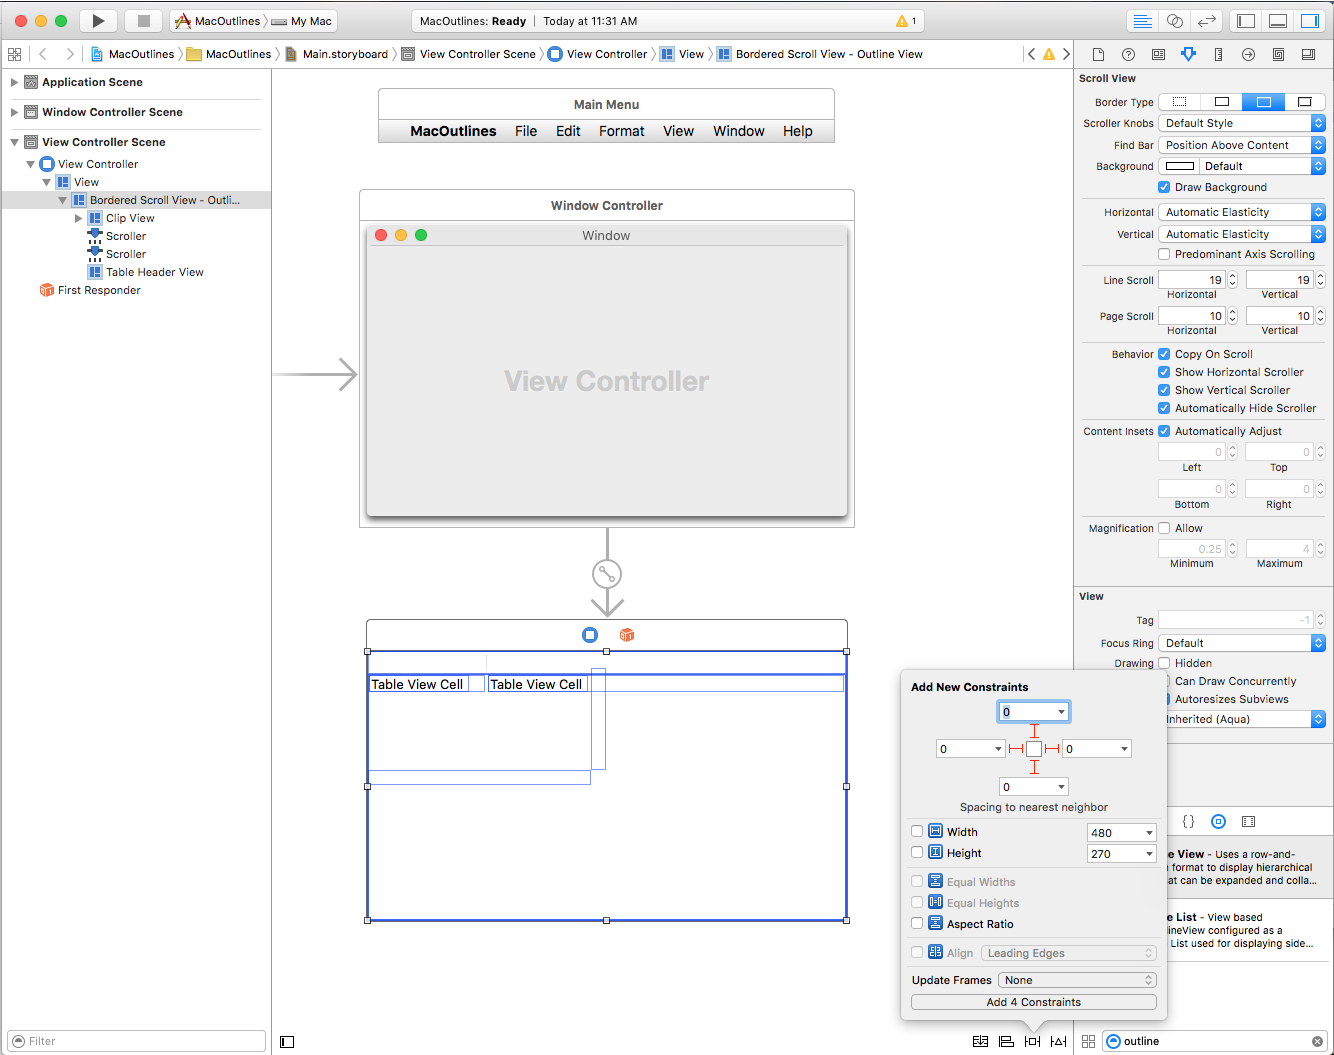 MacOutlines
My Mac
MacOutlines: Ready | Today at 11:31 AM
1
MacOutlines
MacOutlines
Main.storyboard
View Controller Scene
View Controller
View
Bordered Scroll View - Outline View
Application Scene
Window Controller Scene
View Controller Scene
View Controller
View
Bordered Scroll View - Outli...
Clip View
Scroller
Scroller
Table Header View
First Responder
Filter
Main Menu
MacOutlines File Edit Format View Window Help
Window Controller
Window
View Controller
Table View Cell
Table View Cell
Add New Constraints
0
0
0
0
Spacing to nearest neighbor
Width 480
Height 270
Equal Widths
Equal Heights
Aspect Ratio
Align Leading Edges
Update Frames None
Add 4 Constraints
Scroll View
Border Type
Scroller Knobs Default Style
Find Bar Position Above Content
Background Default
Draw Background
Horizontal Automatic Elasticity
Vertical Automatic Elasticity
Predominant Axis Scrolling
Line Scroll 19 19
Horizontal Vertical
Page Scroll 10 10
Horizontal Vertical
Behavior Copy On Scroll
Show Horizontal Scroller
Show Vertical Scroller
Automatically Hide Scroller
Content Insets Automatically Adjust
0 0
Left Top
0 0
Bottom Right
Magnification Allow
0.25 4
Minimum Maximum
View
Tag -1
Focus Ring Default
Drawing Hidden
Can Draw Concurrently
Autoresizes Subviews
Inherited (Aqua)
{}
e View - Uses a row-and-
format to display hierarchical
at can be expanded and colla...
e List - View based
lineView configured as a
List used for displaying side...
outline